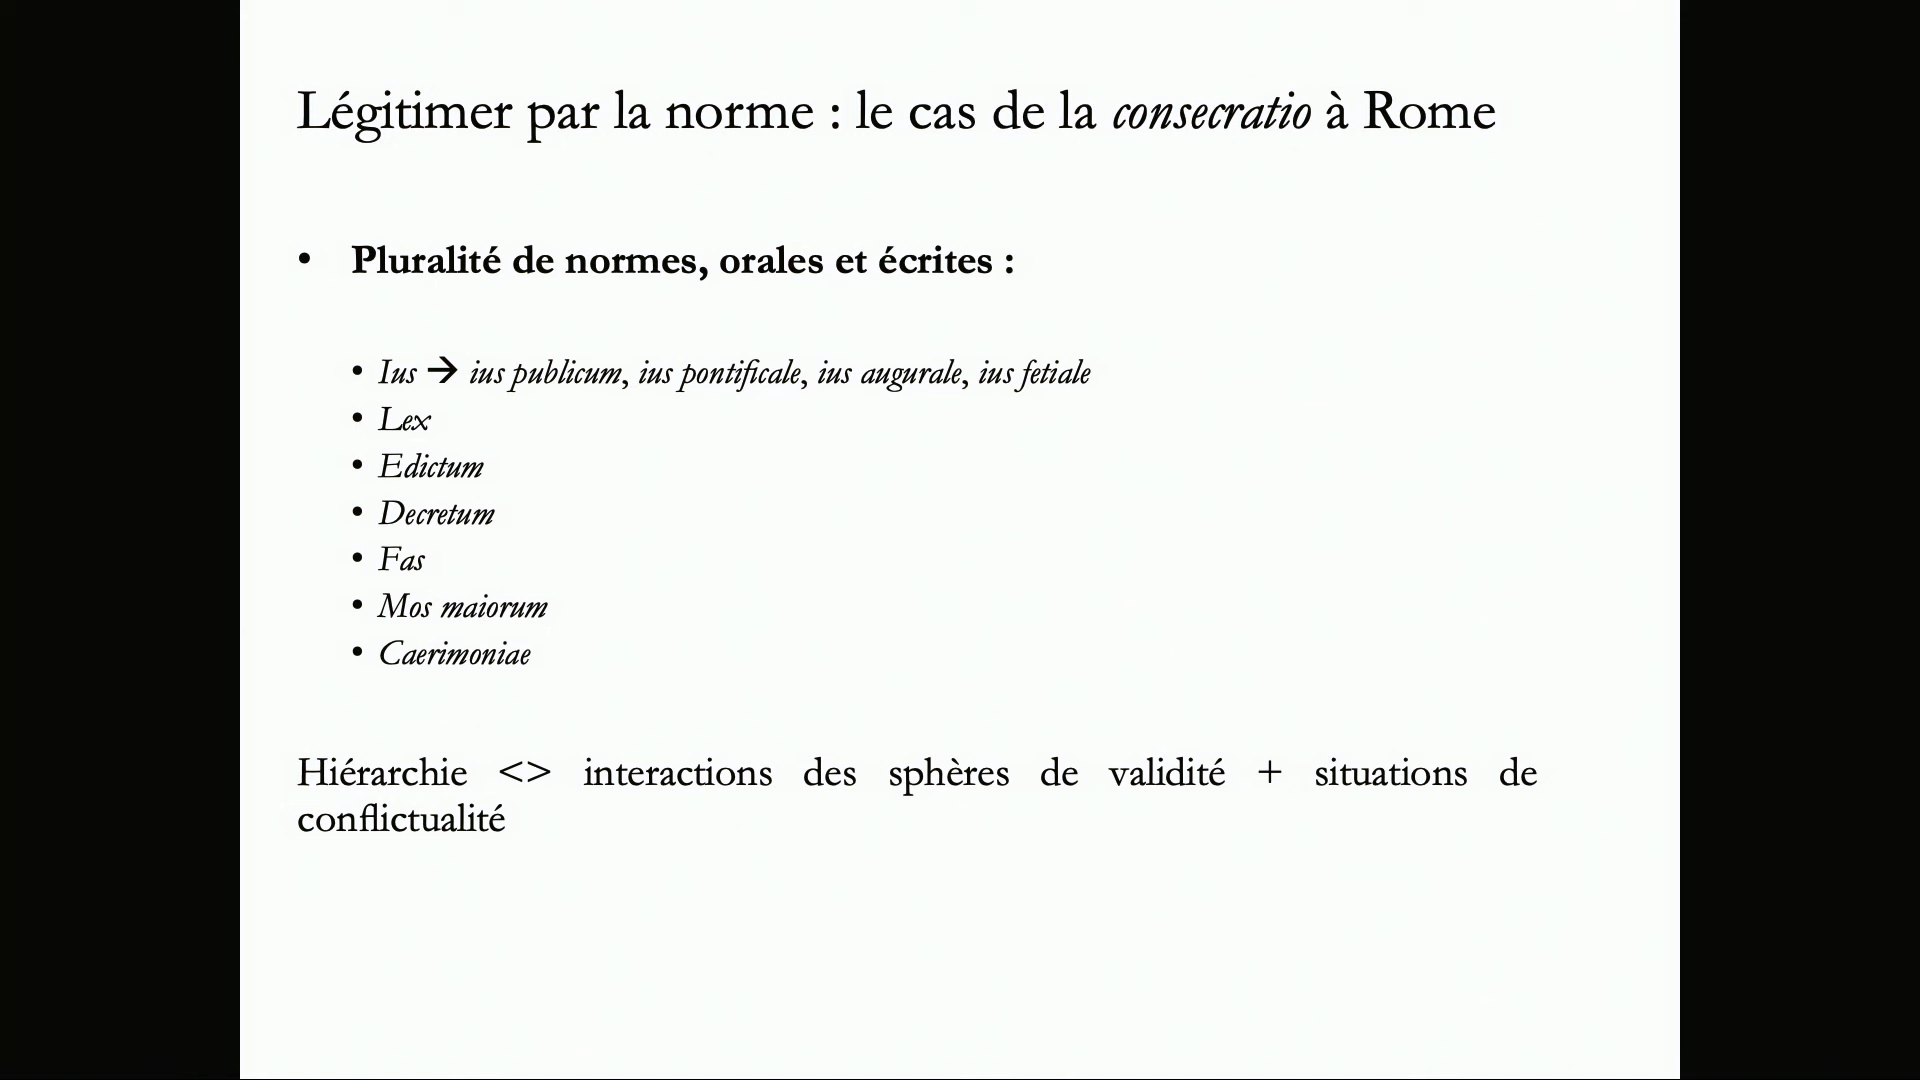 Légitimer par la norme : le cas de la consecratio à Rome
• Pluralité de normes, orales et écrites :
• Ius → ius publicum, ius pontificale, ius augurale, ius fetiale
• Lex
• Edictum
• Decretum
• Fas
• Mos maiorum
• Caerimoniae
Hiérarchie <> interactions des sphères de validité + situations de
conflictualité